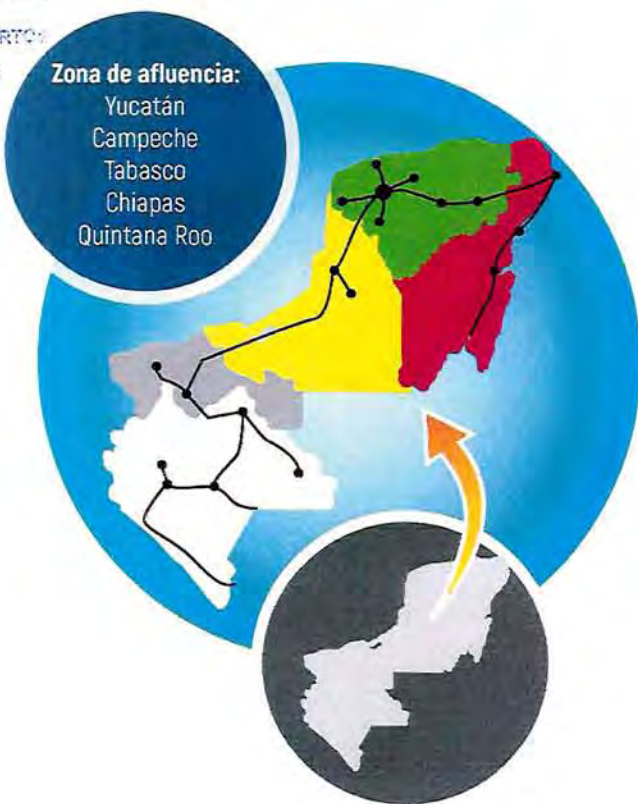 Zona de afluencia:
Yucatán
Campeche
Tabasco
Chiapas
Quintana Roo